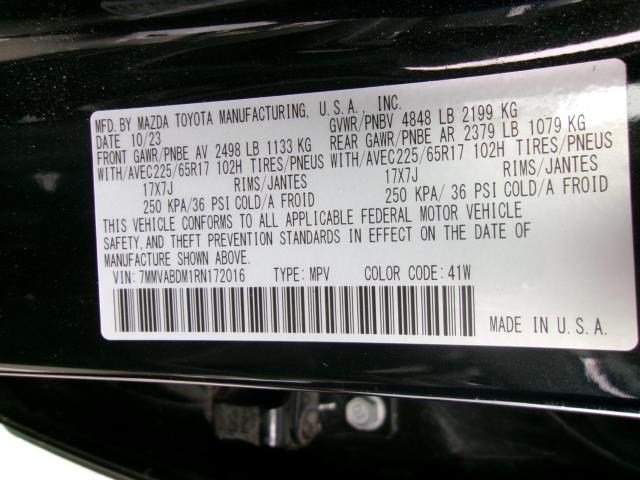 MFD. BY MAZDA TOYOTA MANUFACTURING, U.S.A., INC.
DATE 10/23 GVWR/PNBV 4848 LB 2199 KG
FRONT GAWR/PNBE AV 2498 LB 1133 KG REAR GAWR/PNBE AR 2379 LB 1079 KG
WITH/AVEC225/65R17 102H TIRES/PNEUS WITH/AVEC225/65R17 102H TIRES/PNEUS
17X7J RIMS/JANTES 17X7J RIMS/JANTES
250 KPA/36 PSI COLD/A FROID 250 KPA/ 36 PSI COLD/A FROID
THIS VEHICLE CONFORMS TO ALL APPLICABLE FEDERAL MOTOR VEHICLE
SAFETY, AND THEFT PREVENTION STANDARDS IN EFFECT ON THE DATE OF
MANUFACTURE SHOWN ABOVE.
VIN: 7MMVABDM1RN172016 TYPE: MPV COLOR CODE: 41W
MADE IN U.S.A.